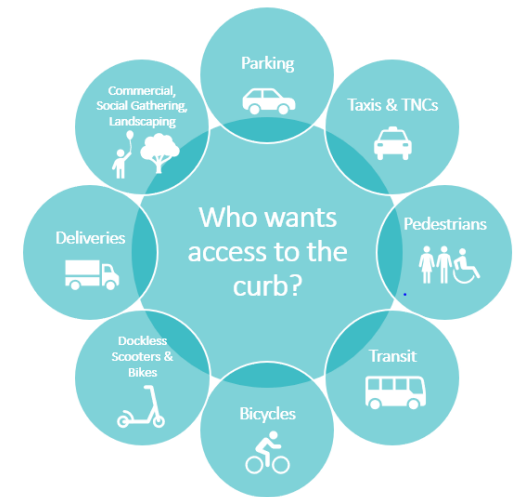 Parking
Taxis & TNCs
Pedestrians
Transit
Bicycles
Dockless
Scooters &
Bikes
Deliveries
Commercial,
Social Gathering,
Landscaping
Who wants
access to the
curb?